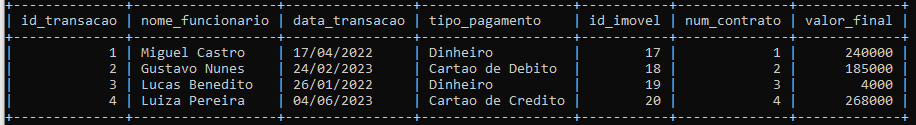 | id_transacao | nome_funcionario | data_transacao | tipo_pagamento | id_imovel | num_contrato | valor_final |
| 1 | Miguel Castro | 17/04/2022 | Dinheiro | 17 | 1 | 240000 |
| 2 | Gustavo Nunes | 24/02/2023 | Cartao de Debito | 18 | 2 | 185000 |
| 3 | Lucas Benedito | 26/01/2022 | Dinheiro | 19 | 3 | 4000 |
| 4 | Luiza Pereira | 04/06/2023 | Cartao de Credito | 20 | 4 | 268000 |